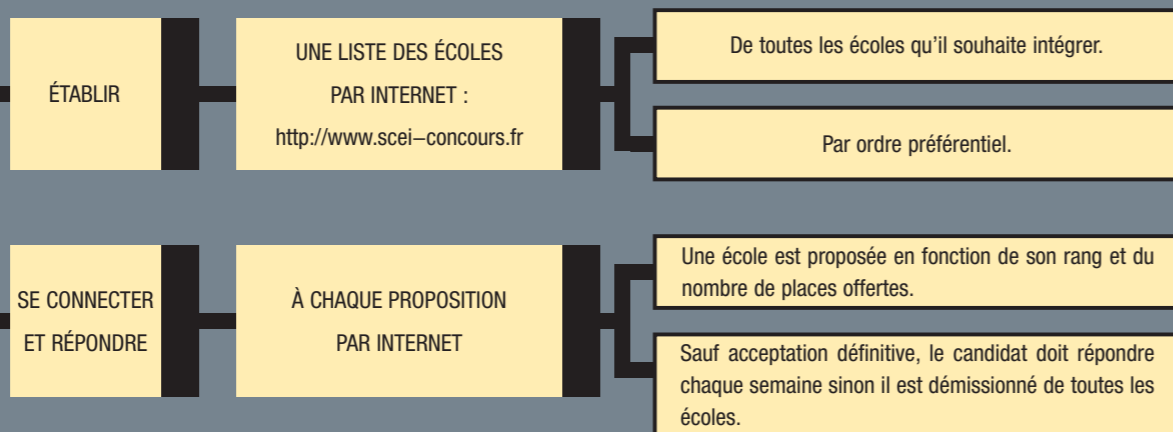 ÉTABLIR
UNE LISTE DES ÉCOLES
PAR INTERNET :
http://www.scei–concours.fr
De toutes les écoles qu'il souhaite intégrer.
Par ordre préférentiel.
SE CONNECTER
ET RÉPONDRE
À CHAQUE PROPOSITION
PAR INTERNET
Une école est proposée en fonction de son rang et du
nombre de places offertes.
Sauf acceptation définitive, le candidat doit répondre
chaque semaine sinon il est démissionné de toutes les
écoles.